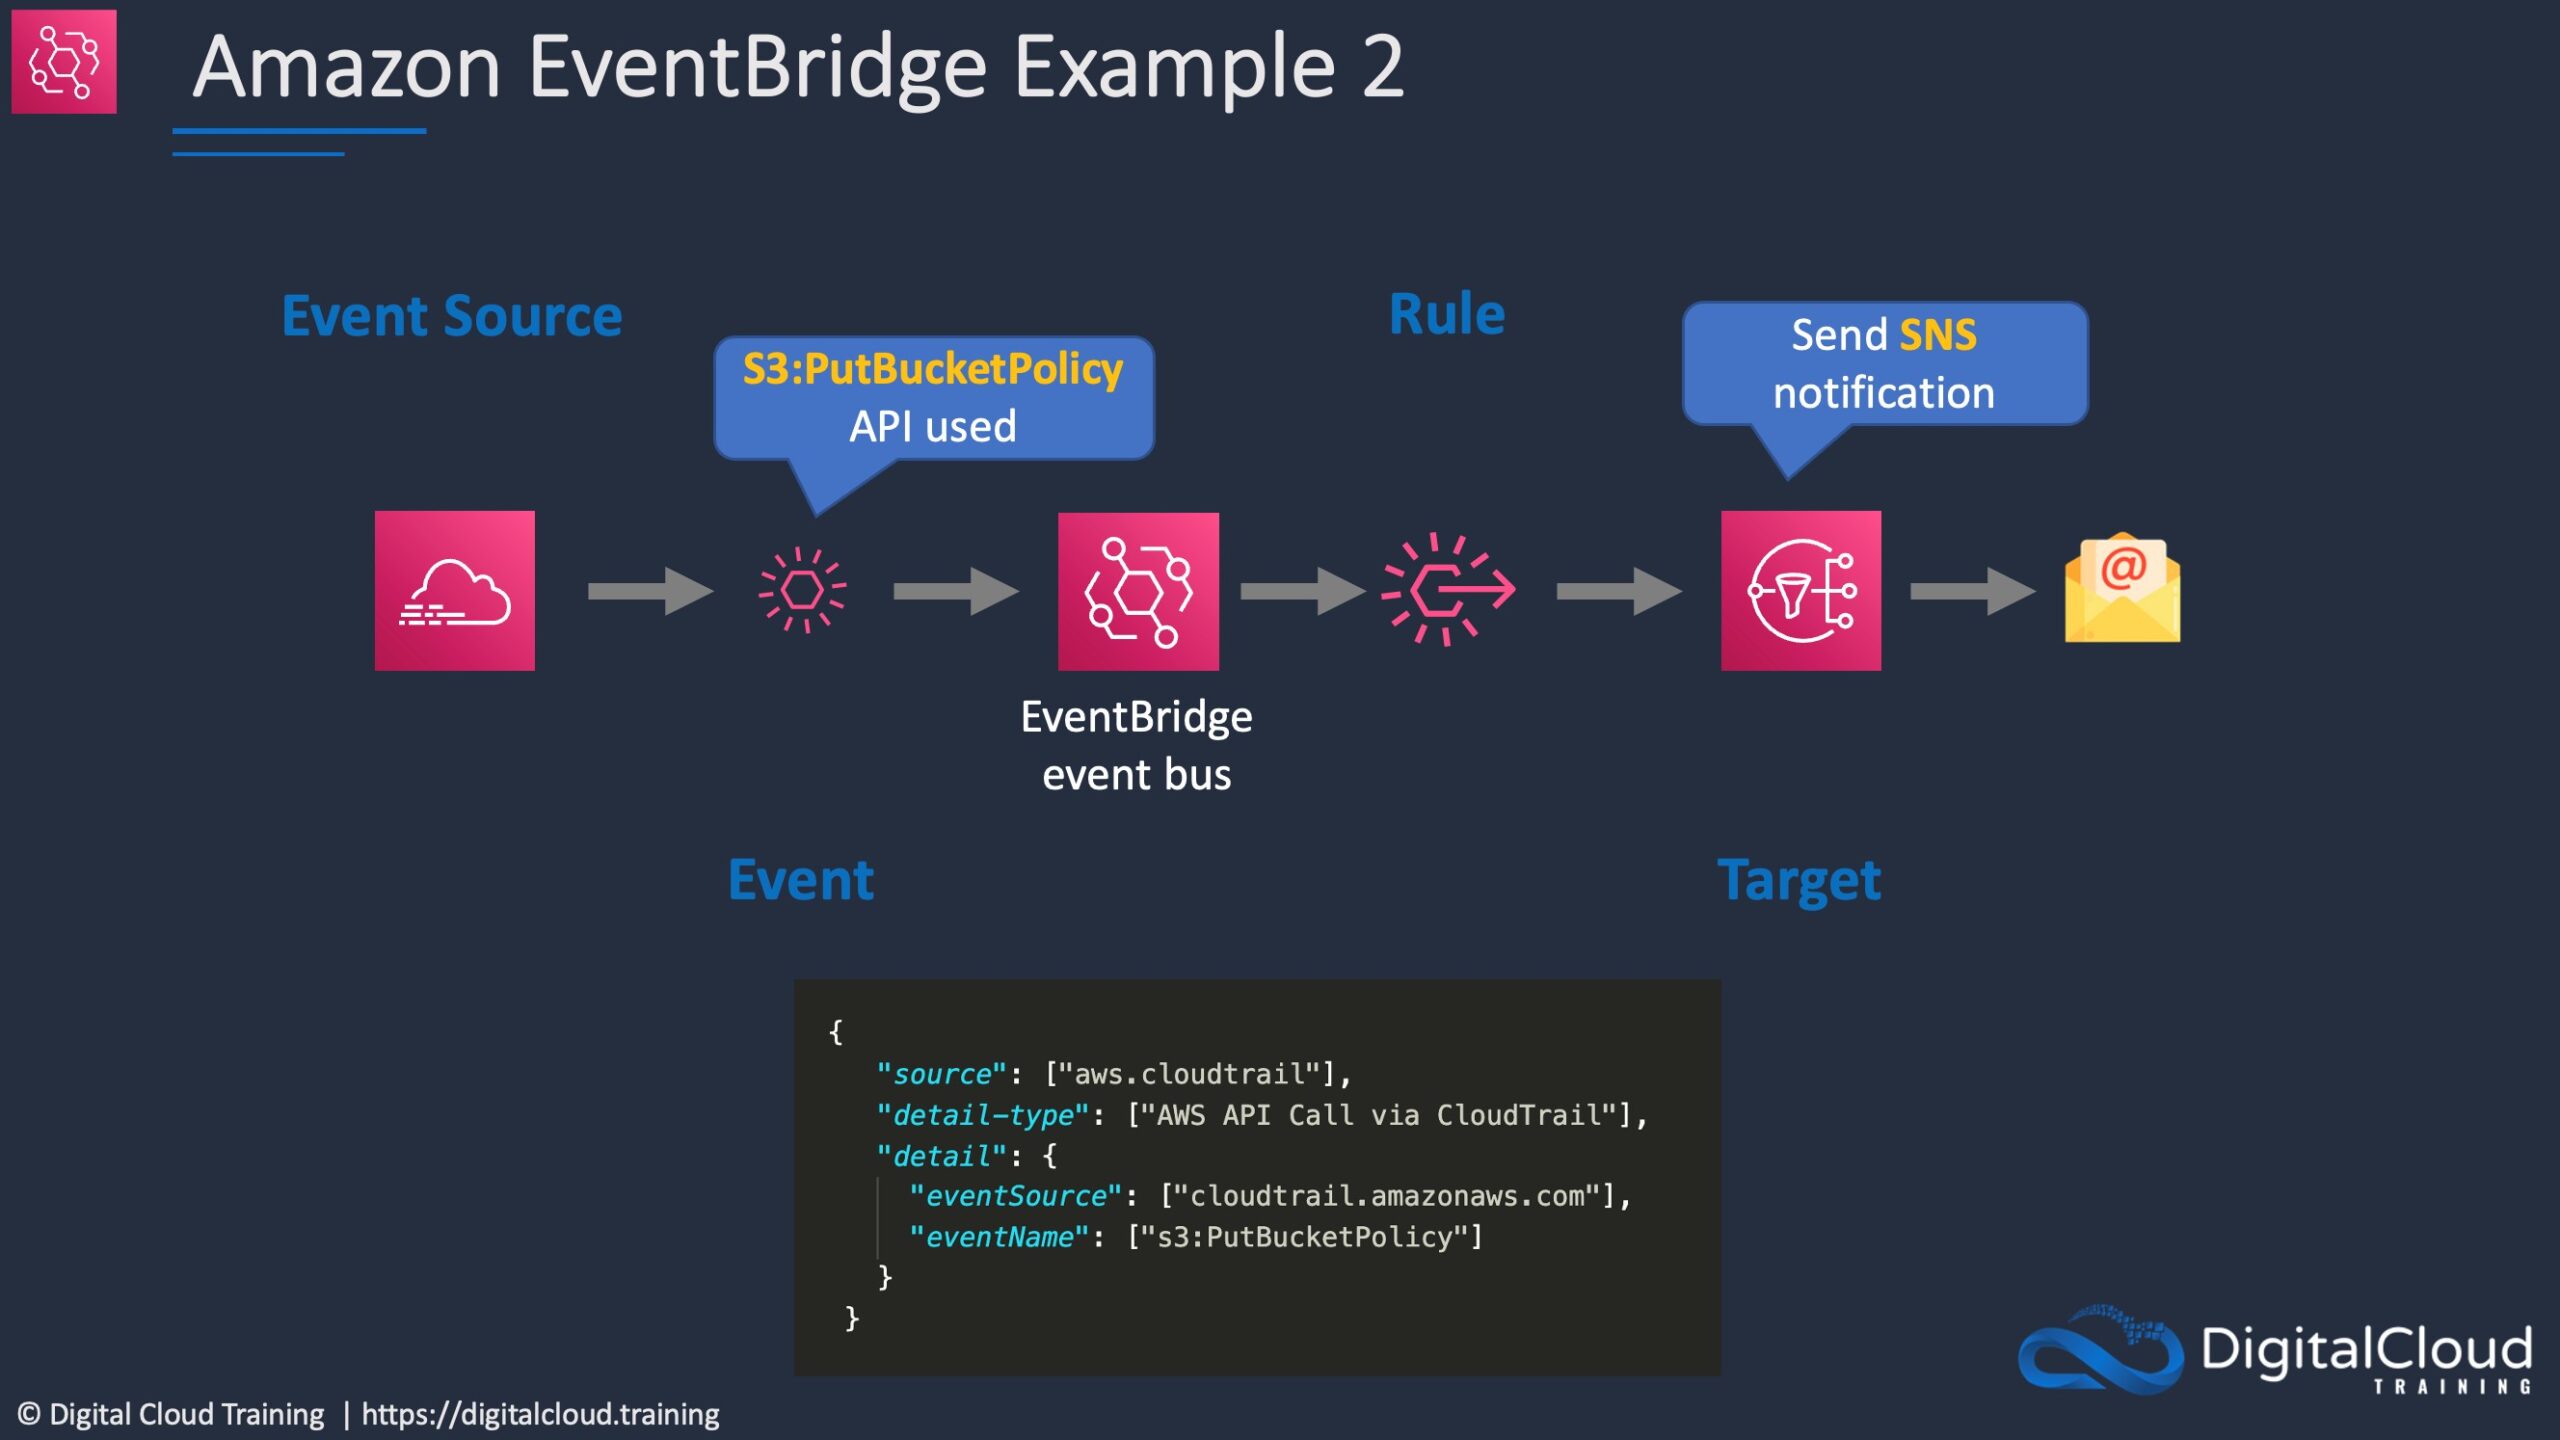 Amazon EventBridge Example 2
Event Source
S3:PutBucketPolicy
API used
Rule
Send SNS
notification
@
EventBridge
event bus
Event
Target
{
"source": ["aws.cloudtrail"],
"detail-type": ["AWS API Call via CloudTrail"],
"detail": {
"eventSource": ["cloudtrail.amazonaws.com"],
"eventName": ["s3:PutBucketPolicy"]
}
}
DigitalCloud
TRAINING
© Digital Cloud Training | https://digitalcloud.training